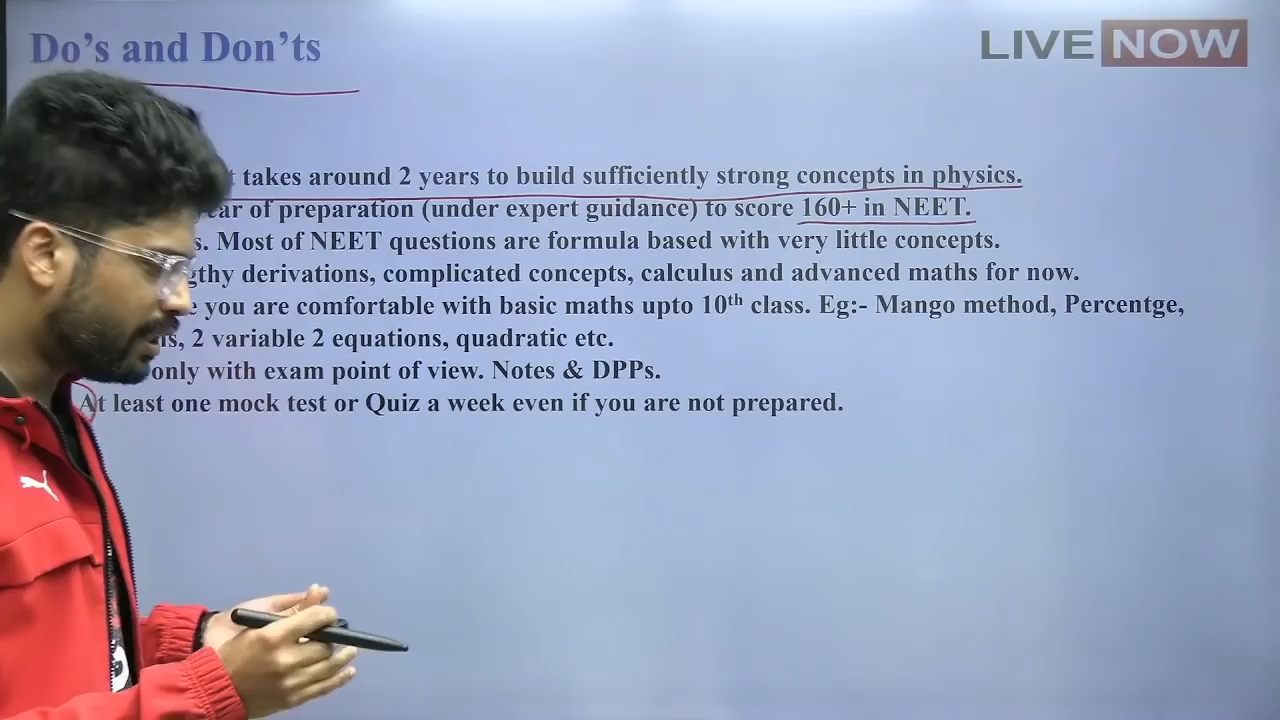 Do's and Don'ts
LIVE NOW
takes around 2 years to build sufficiently strong concepts in physics.
of preparation (under expert guidance) to score 160+ in NEET.
Most of NEET questions are formula based with very little concepts.
derivations, complicated concepts, calculus and advanced maths for now.
you are comfortable with basic maths upto 10th class. Eg:- Mango method, Percentge,
2 variable 2 equations, quadratic etc.
only with exam point of view. Notes & DPPs.
At least one mock test or Quiz a week even if you are not prepared.